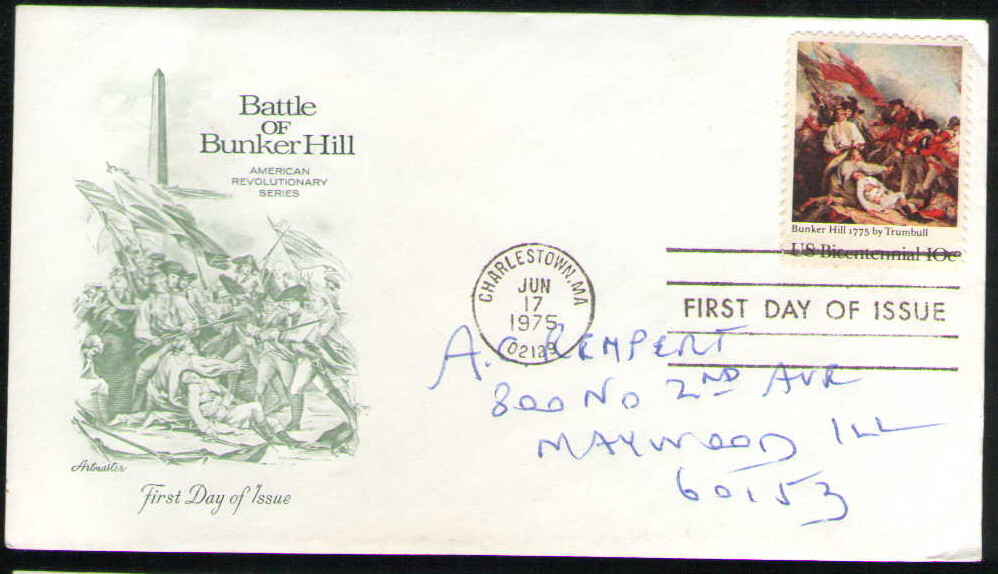 Battle
OF
Bunker Hill
AMERICAN
REVOLUTIONARY
SERIES
Artmaster
First Day of Issue
Bunker Hill 1775 by Trumbull
US Bicentennial 10c
CHARLESTOWN, MA
JUN
17
1975
02129
FIRST DAY OF ISSUE
A. C. REMPERT
800 NO 2ND AVE
MAYWOOD ILL
60153